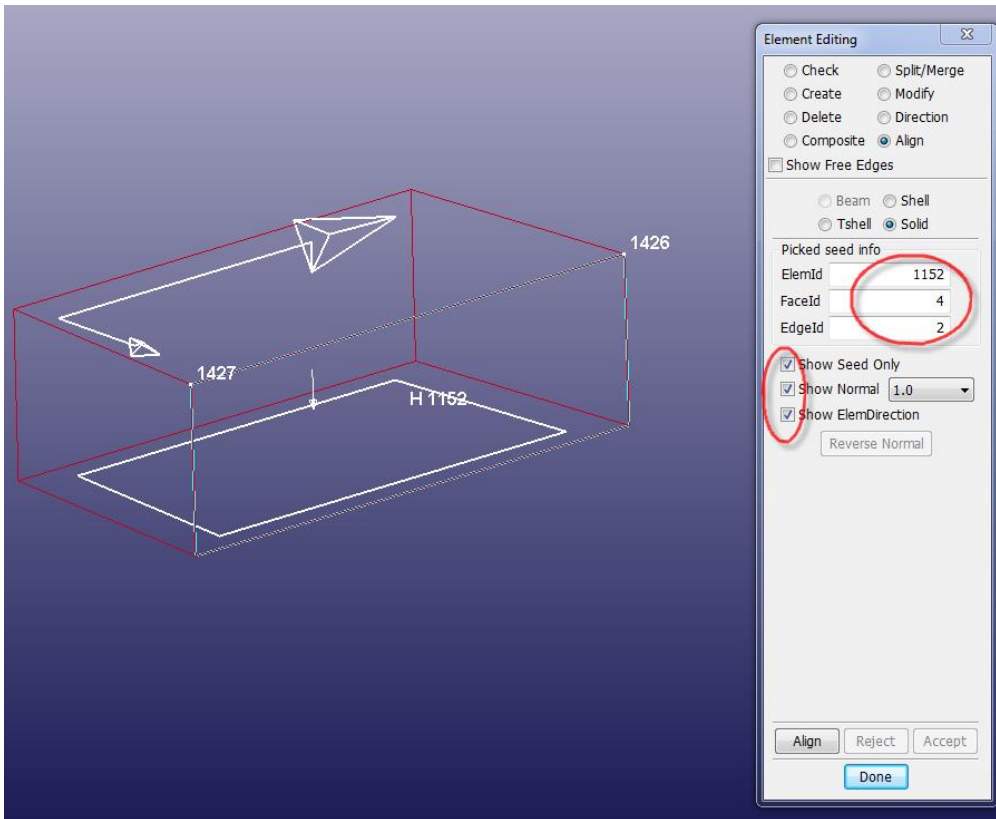 1426
1427
H 1152
Element Editing
Check Split/Merge
Create Modify
Delete Direction
Composite Align
Show Free Edges
Beam Shell
Tshell Solid
Picked seed info
ElemId 1152
FaceId 4
EdgeId 2
Show Seed Only
Show Normal 1.0
Show ElemDirection
Reverse Normal
Align Reject Accept
Done